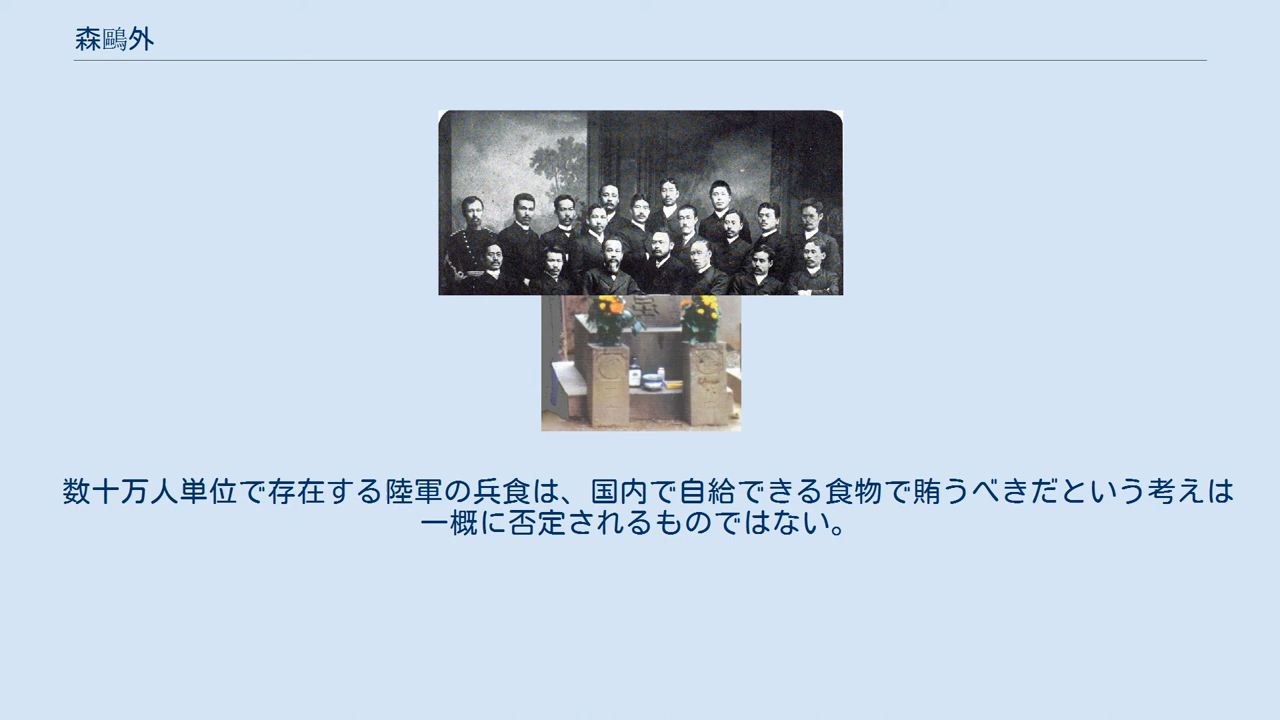 森鷗外
数十万人単位で存在する陸軍の兵食は、国内で自給できる食物で賄うべきだという考えは
一概に否定されるものではない。